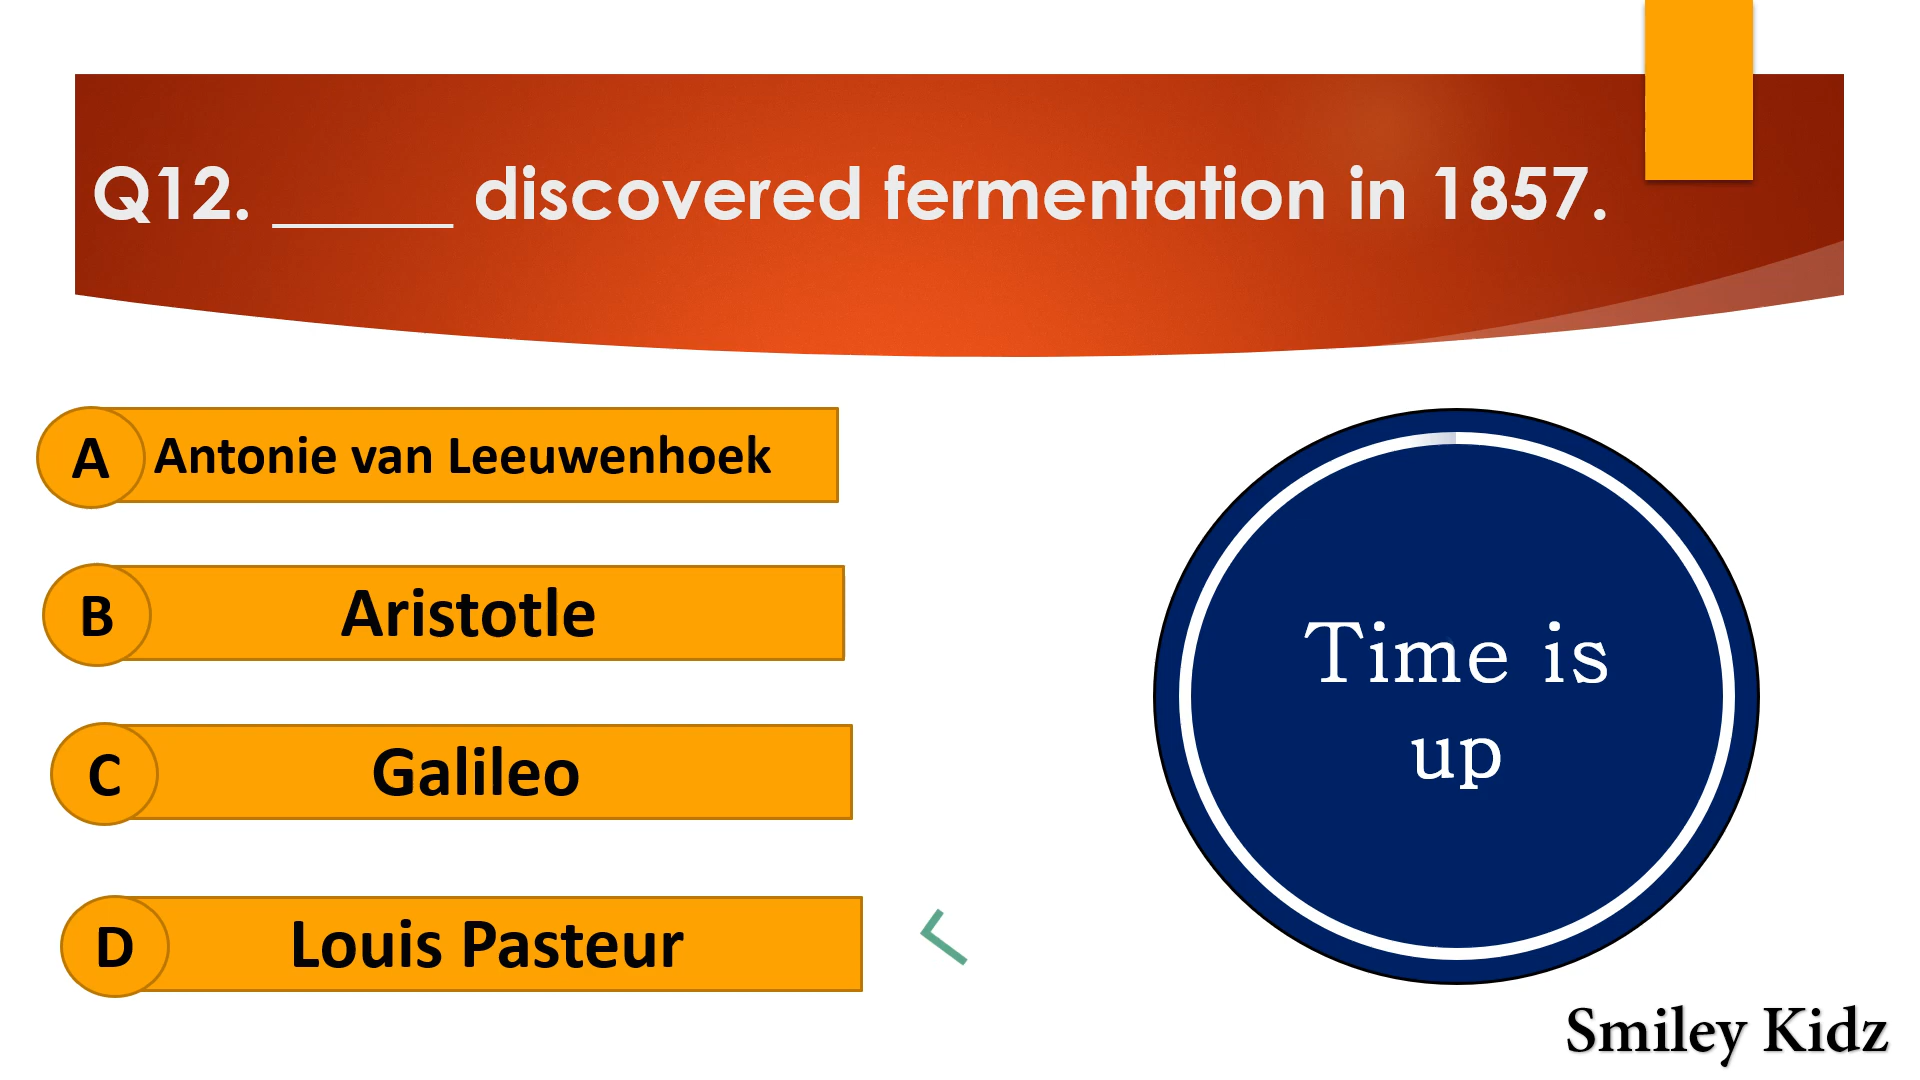 Q12. _____ discovered fermentation in 1857.
A Antonie van Leeuwenhoek
B Aristotle
C Galileo
D Louis Pasteur
Time is
up
Smiley Kidz